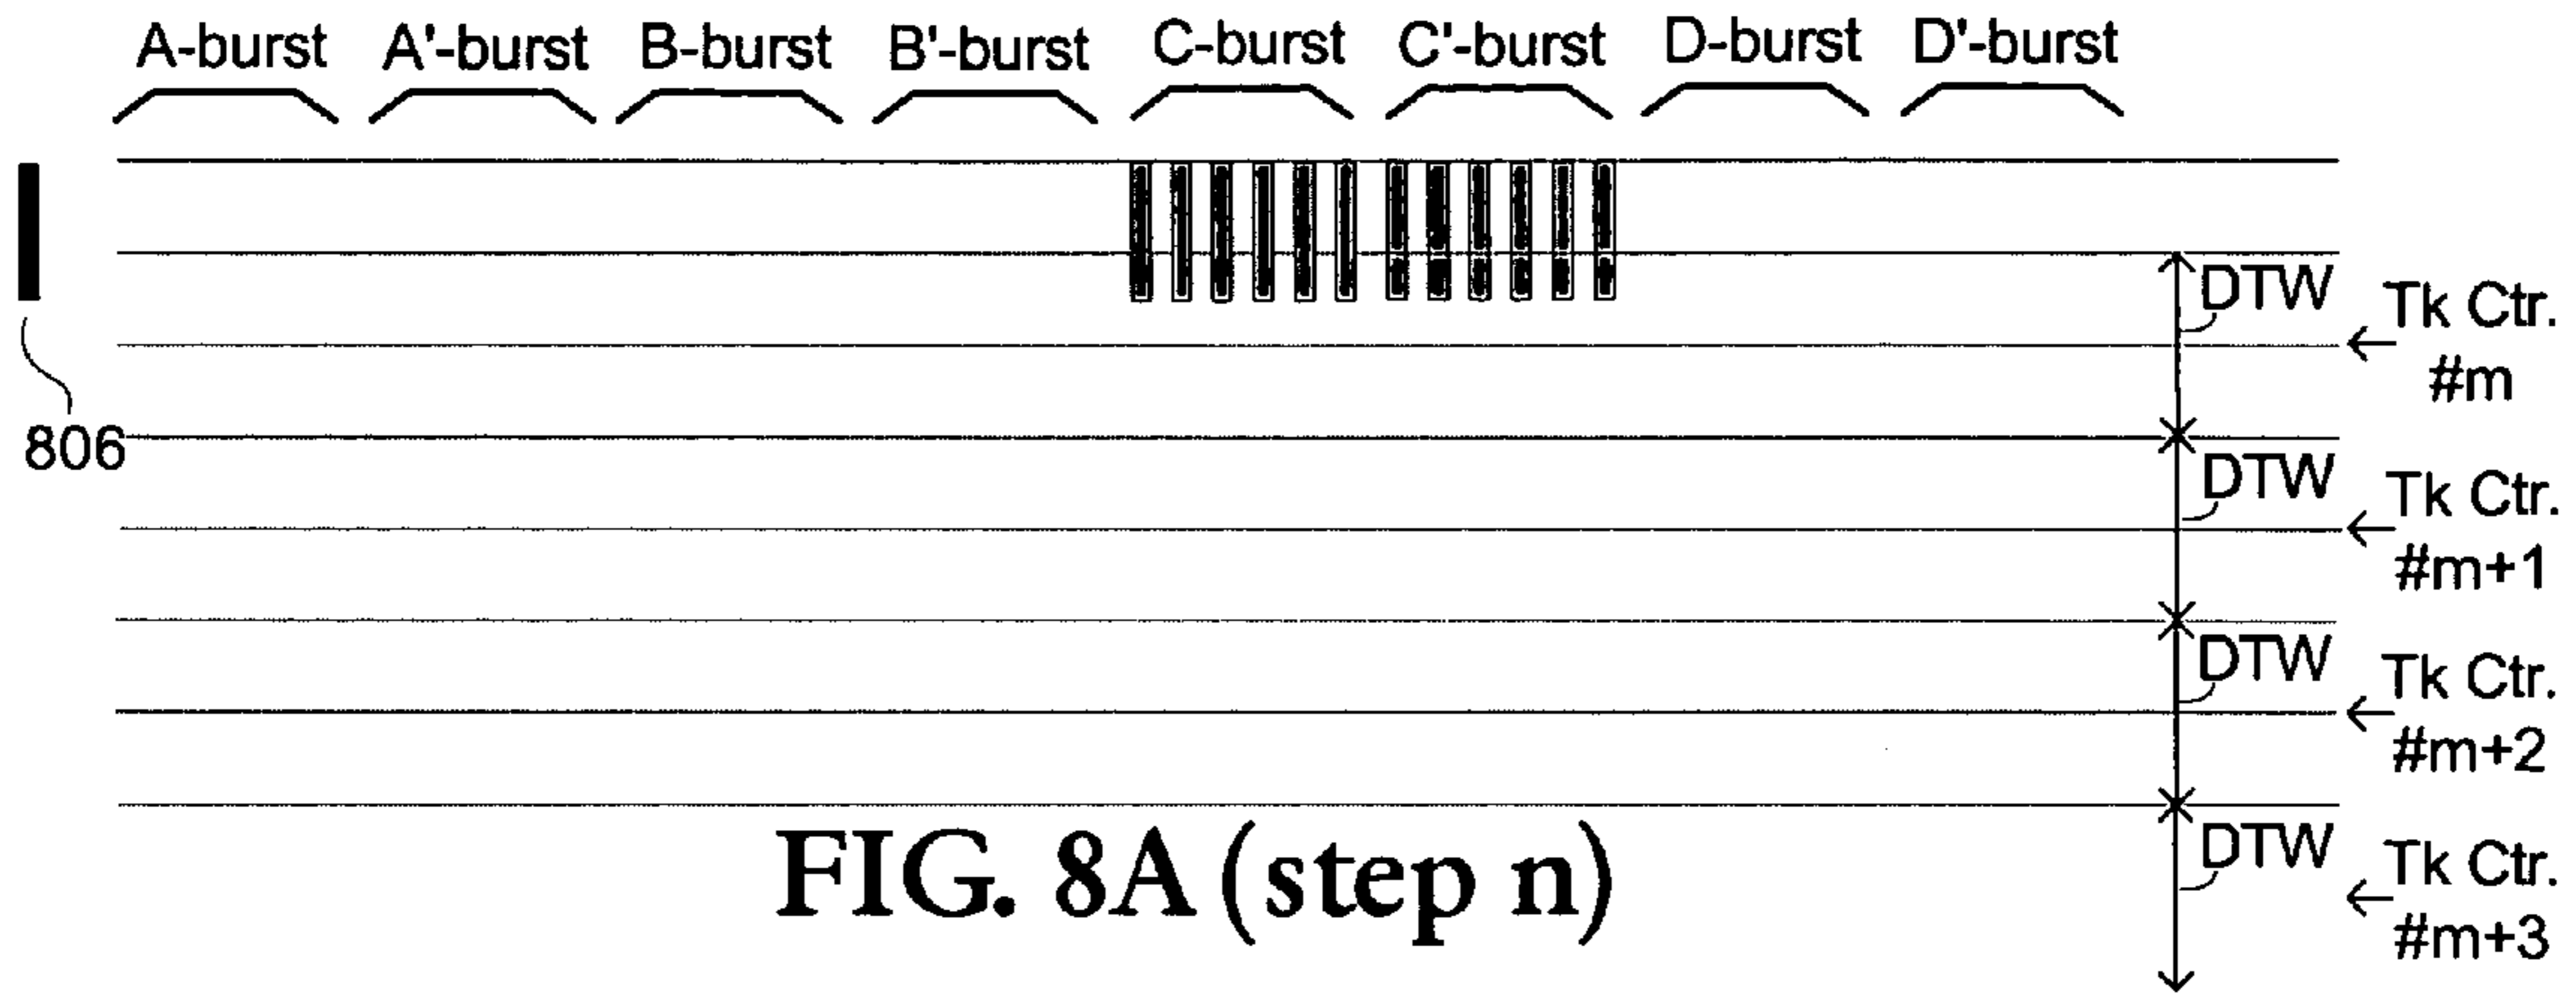 A-burst A'-burst B-burst B'-burst C-burst C'-burst D-burst D'-burst
DTW
Tk Ctr.
#m
806
DTW
Tk Ctr.
#m+1
DTW
Tk Ctr.
#m+2
DTW
Tk Ctr.
#m+3
FIG. 8A (step n)